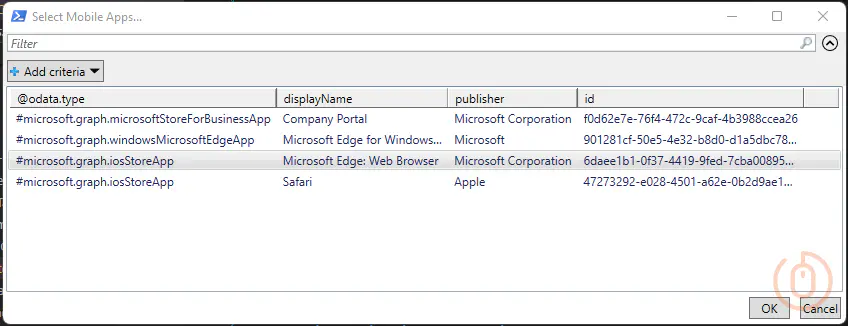 Select Mobile Apps...
Filter
Add criteria
@odata.type displayName publisher id
#microsoft.graph.microsoftStoreForBusinessApp Company Portal Microsoft Corporation f0d62e7e-76f4-472c-9caf-4b3988ccea26
#microsoft.graph.windowsMicrosoftEdgeApp Microsoft Edge for Windows... Microsoft 901281cf-50e5-4e32-b8d0-d1a5dbc78...
#microsoft.graph.iosStoreApp Microsoft Edge: Web Browser Microsoft Corporation 6daee1b1-0f37-4419-9fed-7cba00895...
#microsoft.graph.iosStoreApp Safari Apple 47273292-e028-4501-a62e-0b2d9ae1...
OK Cancel